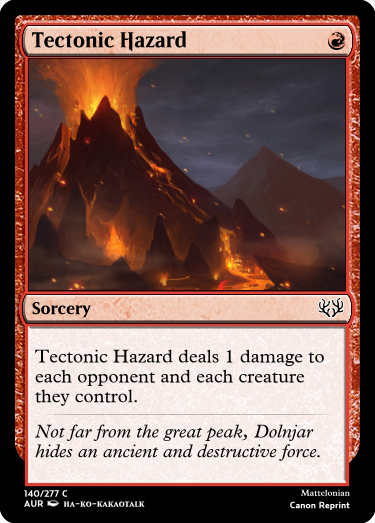 Tectonic Hazard
Sorcery
Tectonic Hazard deals 1 damage to
each opponent and each creature
they control.
Not far from the great peak, Dolnjar
hides an ancient and destructive force.
140/277 C
Mattelonian
AUR HA-KO-KAKAOTALK
Canon Reprint